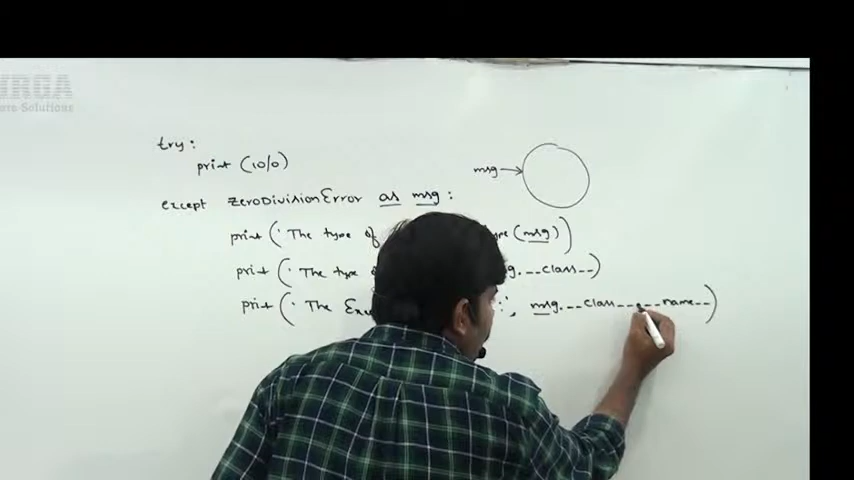 try:
print (10/0)
msg
except ZeroDivisionError as msg :
print (' The type of (msg))
print (' The type __class__)
print (' The ', msg.__class__.__name__)